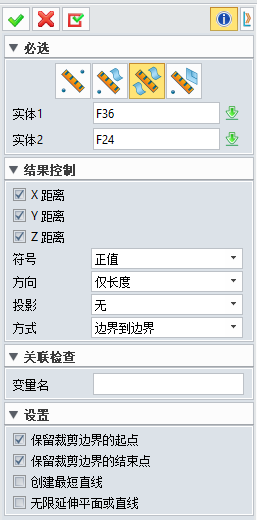 必选
实体1 F36
实体2 F24
结果控制
X 距离
Y 距离
Z 距离
符号 正值
方向 仅长度
投影 无
方式 边界到边界
关联检查
变量名
设置
保留裁剪边界的起点
保留裁剪边界的结束点
创建最短直线
无限延伸平面或直线